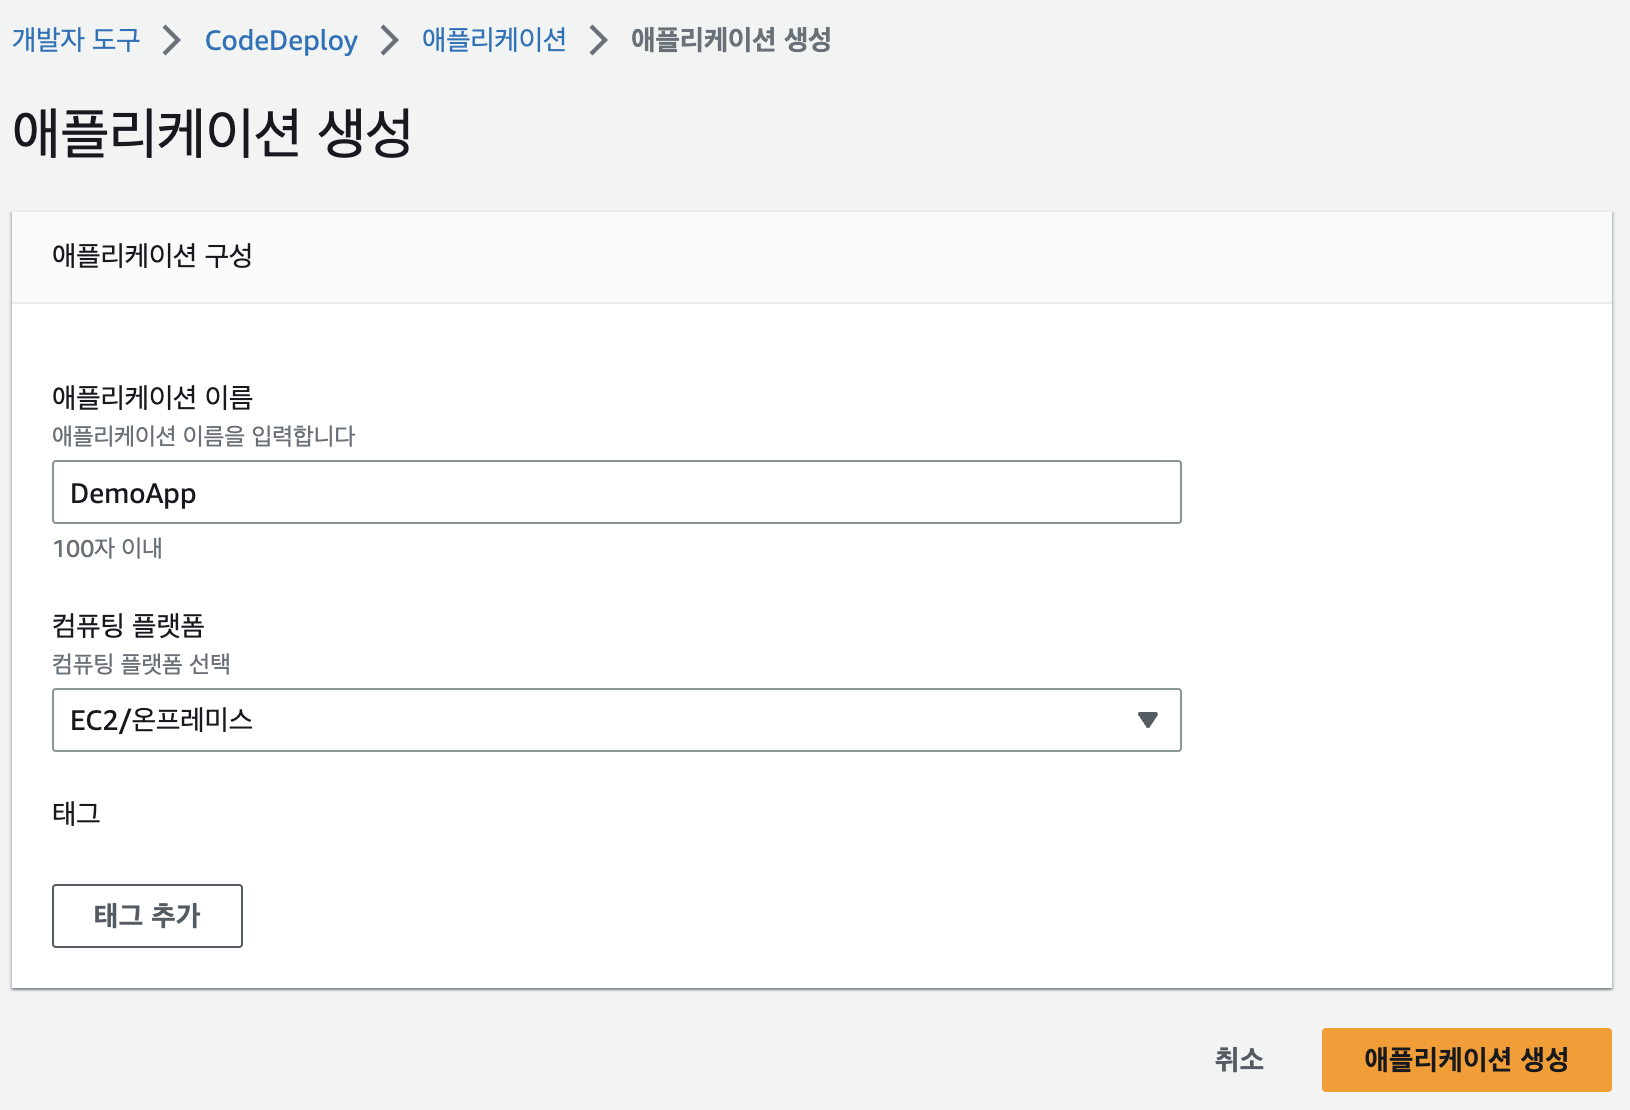 개발자 도구 > CodeDeploy > 애플리케이션 > 애플리케이션 생성
애플리케이션 생성
애플리케이션 구성
애플리케이션 이름
애플리케이션 이름을 입력합니다
DemoApp
100자 이내
컴퓨팅 플랫폼
컴퓨팅 플랫폼 선택
EC2/온프레미스
태그
태그 추가
취소 애플리케이션 생성